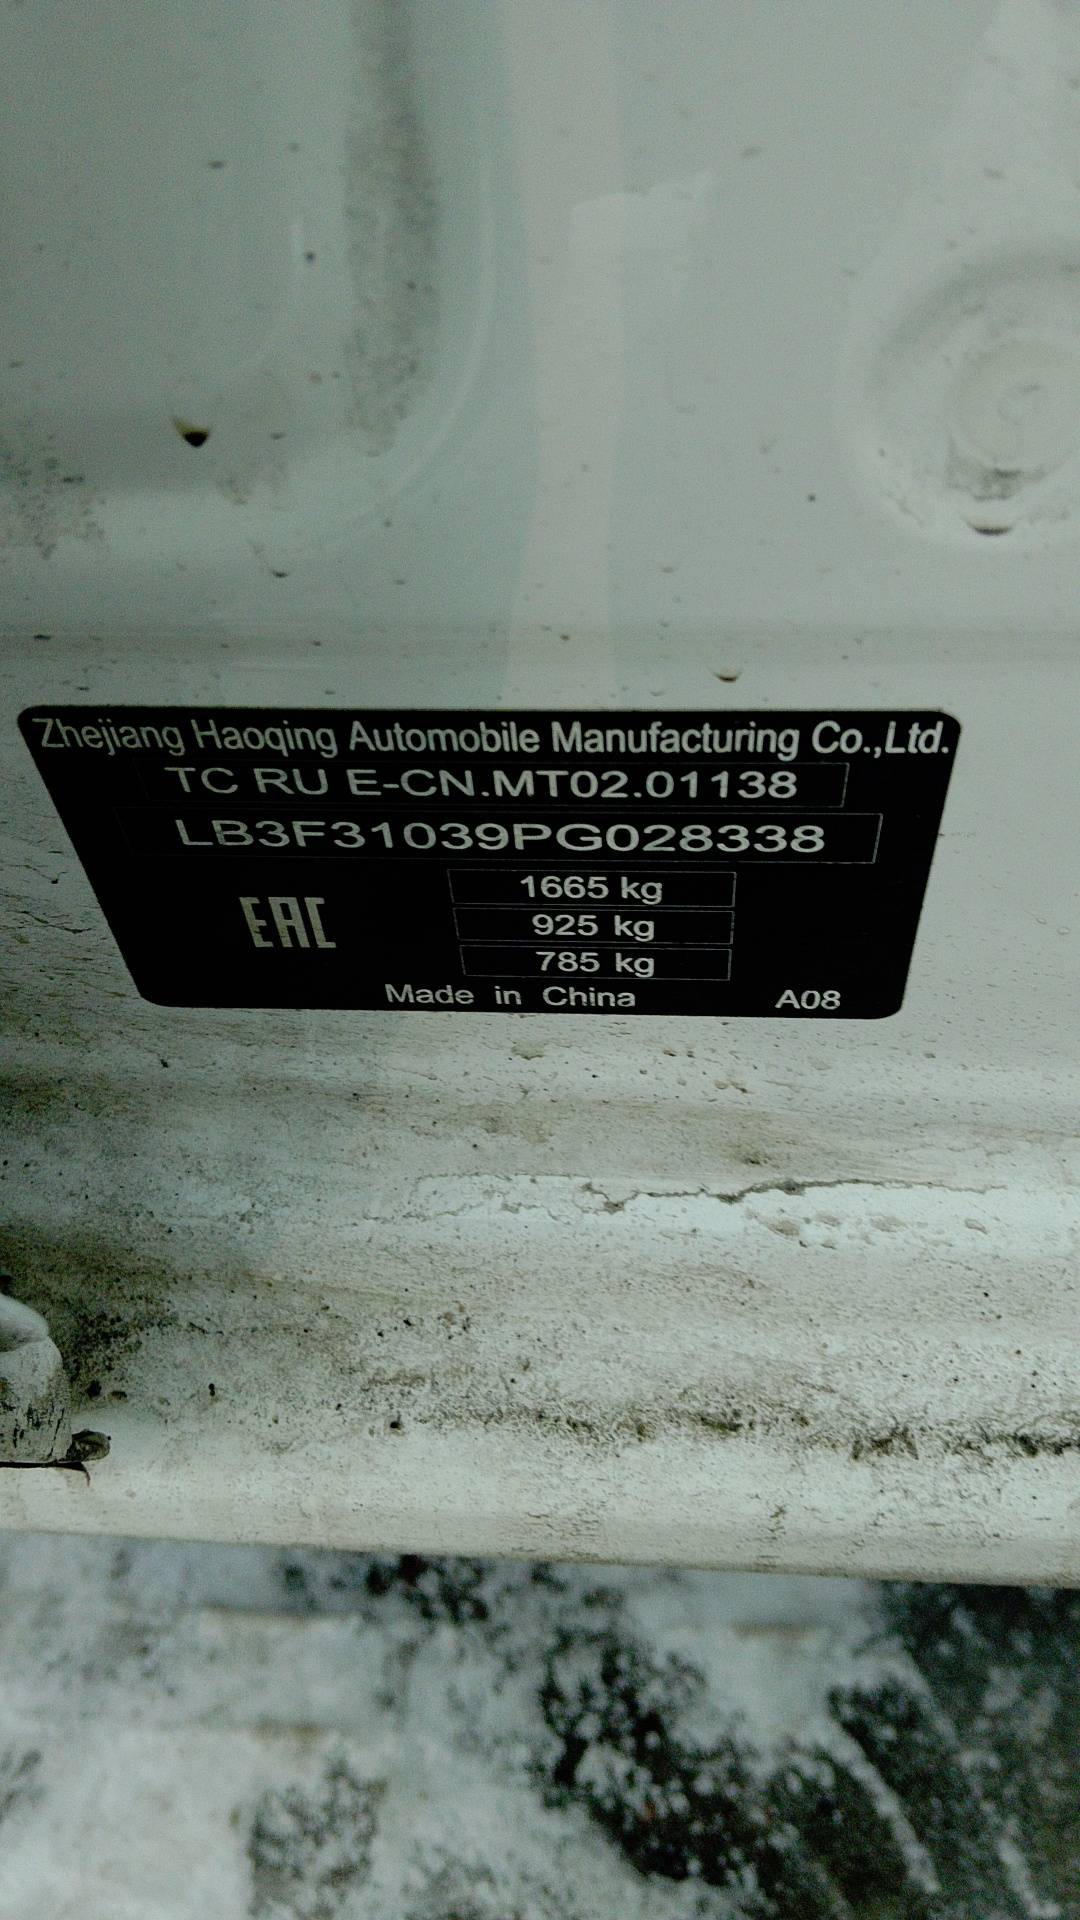 Zhejiang Haoqing Automobile Manufacturing Co.,Ltd.
TC RU E-CN.MT02.01138
LB3F31039PG028338
1665 kg
EAC
925 kg
785 kg
Made in China A08